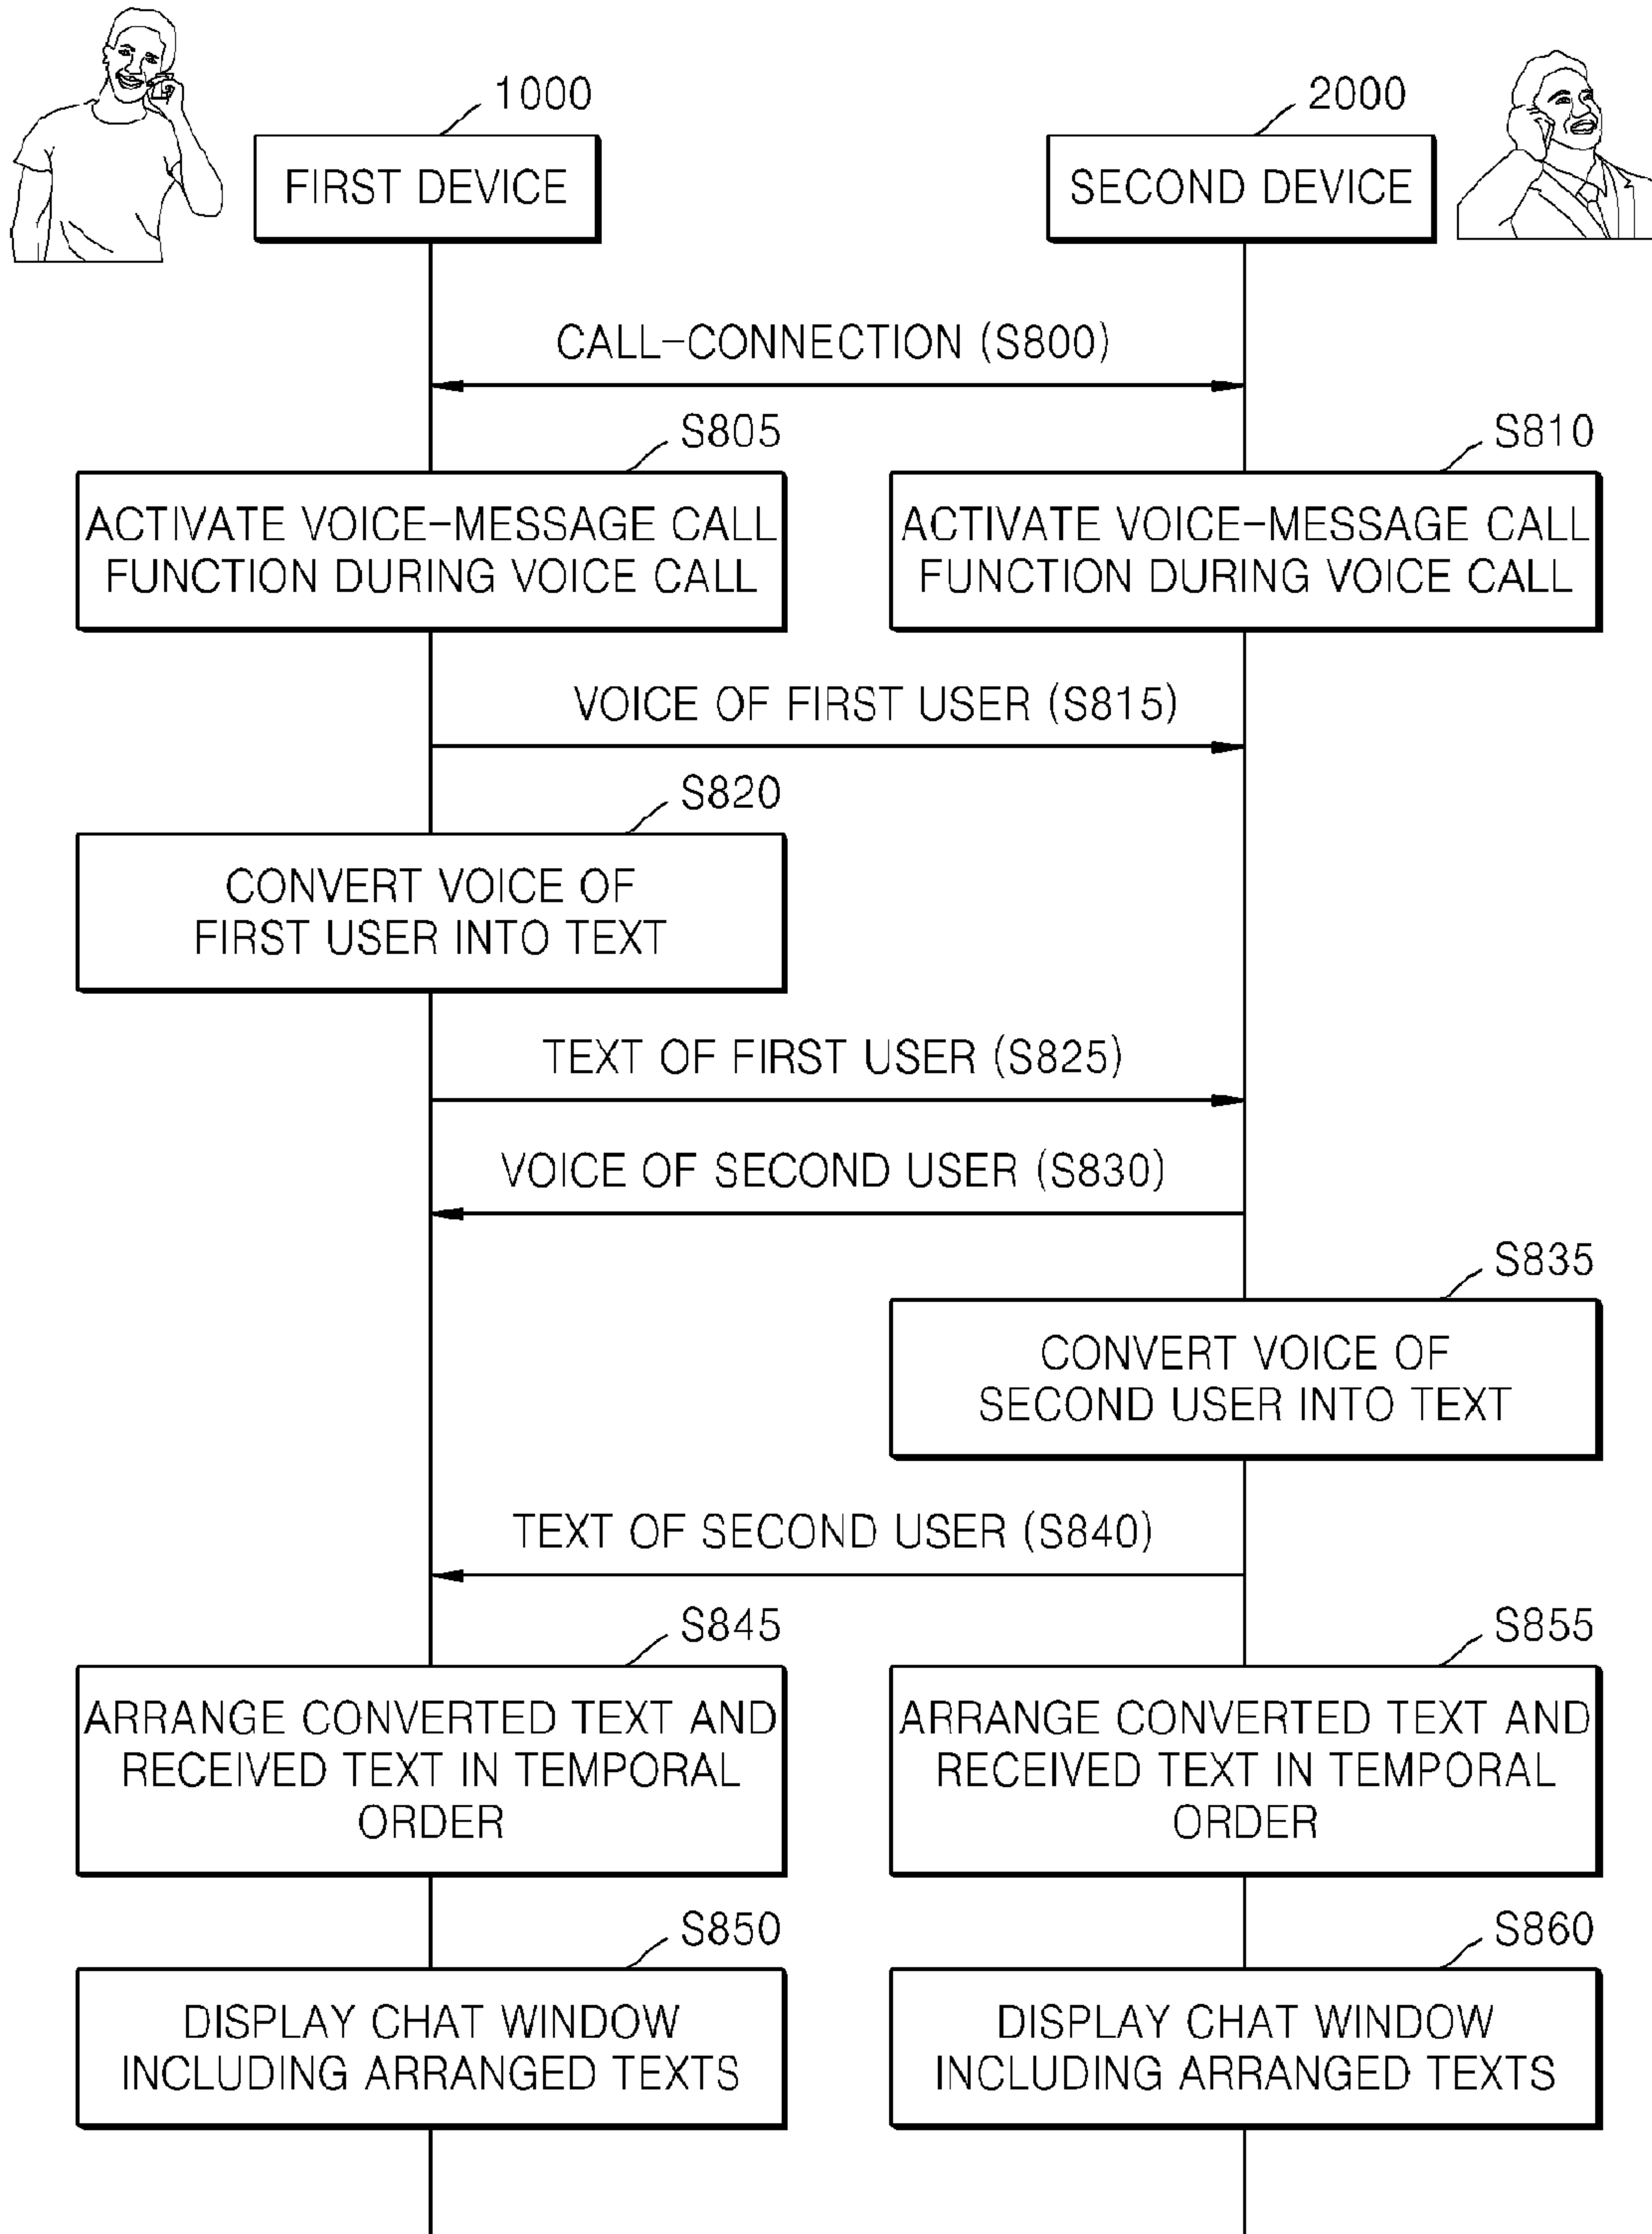 1000
2000
FIRST DEVICE
SECOND DEVICE
CALL-CONNECTION (S800)
S805
S810
ACTIVATE VOICE-MESSAGE CALL
FUNCTION DURING VOICE CALL
ACTIVATE VOICE-MESSAGE CALL
FUNCTION DURING VOICE CALL
VOICE OF FIRST USER (S815)
S820
CONVERT VOICE OF
FIRST USER INTO TEXT
TEXT OF FIRST USER (S825)
VOICE OF SECOND USER (S830)
S835
CONVERT VOICE OF
SECOND USER INTO TEXT
TEXT OF SECOND USER (S840)
S845
S855
ARRANGE CONVERTED TEXT AND
RECEIVED TEXT IN TEMPORAL
ORDER
ARRANGE CONVERTED TEXT AND
RECEIVED TEXT IN TEMPORAL
ORDER
S850
S860
DISPLAY CHAT WINDOW
INCLUDING ARRANGED TEXTS
DISPLAY CHAT WINDOW
INCLUDING ARRANGED TEXTS